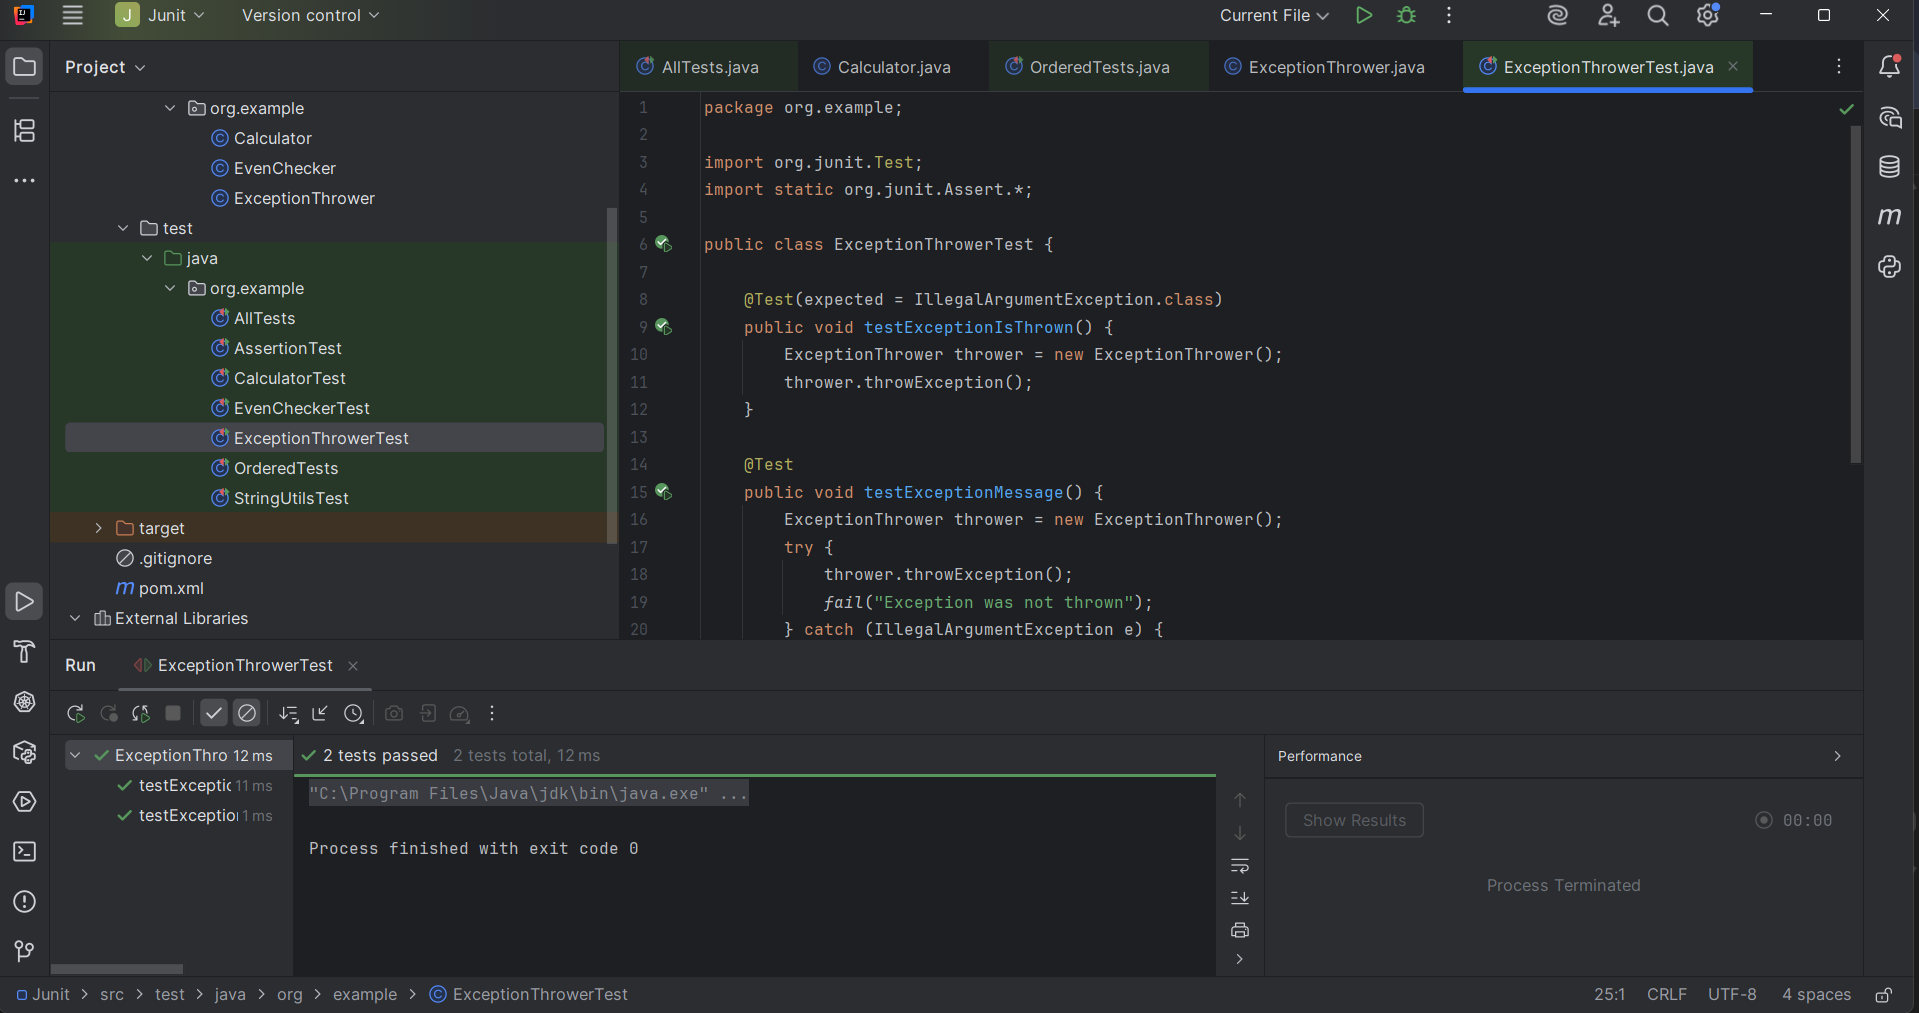 J Junit
Version control
Current File
Project
AllTests.java
Calculator.java
OrderedTests.java
ExceptionThrower.java
ExceptionThrowerTest.java
org.example
Calculator
EvenChecker
ExceptionThrower
test
java
org.example
AllTests
AssertionTest
CalculatorTest
EvenCheckerTest
ExceptionThrowerTest
OrderedTests
StringUtilsTest
target
.gitignore
m pom.xml
External Libraries
1 package org.example;
2
3 import org.junit.Test;
4 import static org.junit.Assert.*;
5
6 public class ExceptionThrowerTest {
7
8 @Test(expected = IllegalArgumentException.class)
9 public void testExceptionIsThrown() {
10 ExceptionThrower thrower = new ExceptionThrower();
11 thrower.throwException();
12 }
13
14 @Test
15 public void testExceptionMessage() {
16 ExceptionThrower thrower = new ExceptionThrower();
17 try {
18 thrower.throwException();
19 fail("Exception was not thrown");
20 } catch (IllegalArgumentException e) {
m
Run
ExceptionThrowerTest
ExceptionThro 12 ms
testExceptic 11 ms
testExceptio 1 ms
2 tests passed 2 tests total, 12 ms
"C:\Program Files\Java\jdk\bin\java.exe" ...
Process finished with exit code 0
Performance
Show Results
00:00
Process Terminated
Junit > src > test > java > org > example > ExceptionThrowerTest
25:1 CRLF UTF-8 4 spaces